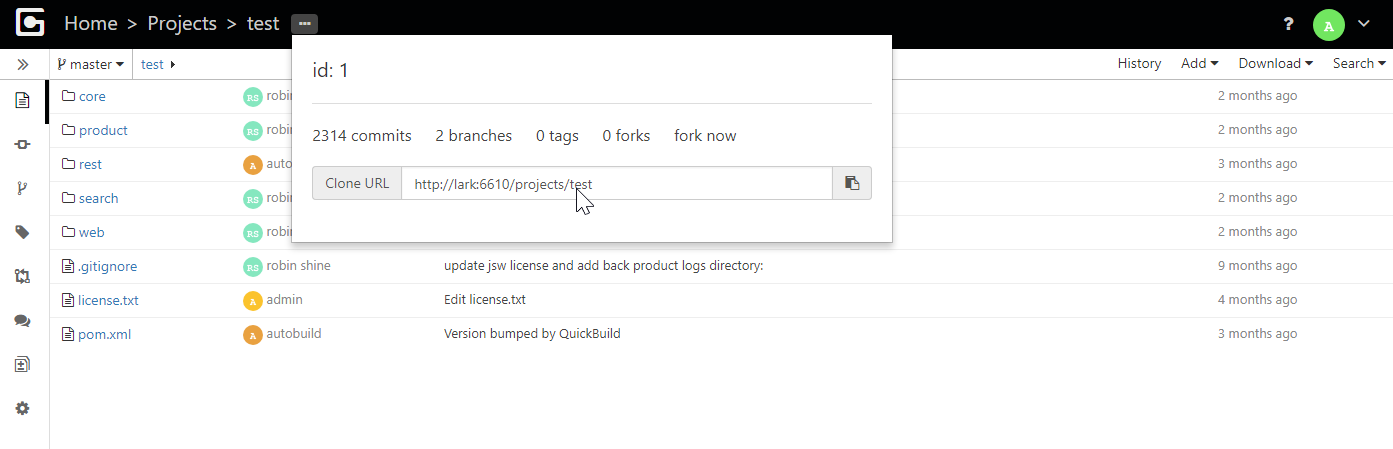 Home > Projects > test ...
? A
master test History Add Download Search
id: 1
2314 commits 2 branches 0 tags 0 forks fork now
Clone URL http://lark:6610/projects/test
core RS robin 2 months ago
product RS robi 2 months ago
rest A auto 3 months ago
search RS robi 2 months ago
web RS robi 2 months ago
.gitignore RS robin shine update jsw license and add back product logs directory: 9 months ago
license.txt A admin Edit license.txt 4 months ago
pom.xml A autobuild Version bumped by QuickBuild 3 months ago